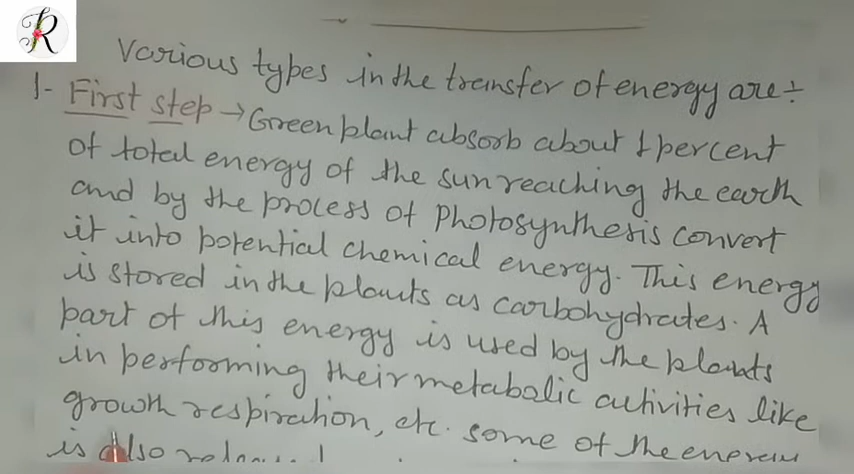 R
Various types in the transfer of energy are÷
1- First step → Green plant absorb about 1 percent
of total energy of the sun reaching the earth
and by the process of Photosynthesis convert
it into potential chemical energy. This energy
is stored in the plants as carbohydrates. A
part of this energy is used by the plants
in performing their metabolic activities like
growth respiration, etc. some of the energy
is also